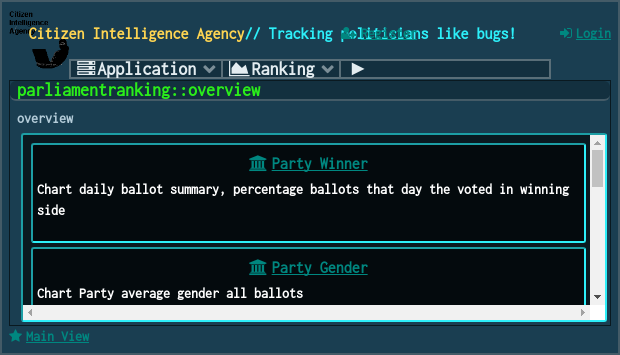 Citizen
Intelligence
Agency
Citizen Intelligence Agency// Tracking politicians like bugs!
Register
Login
Application
Ranking
parliamentranking::overview
overview
Party Winner
Chart daily ballot summary, percentage ballots that day the voted in winning
side
Party Gender
Chart Party average gender all ballots
Main View